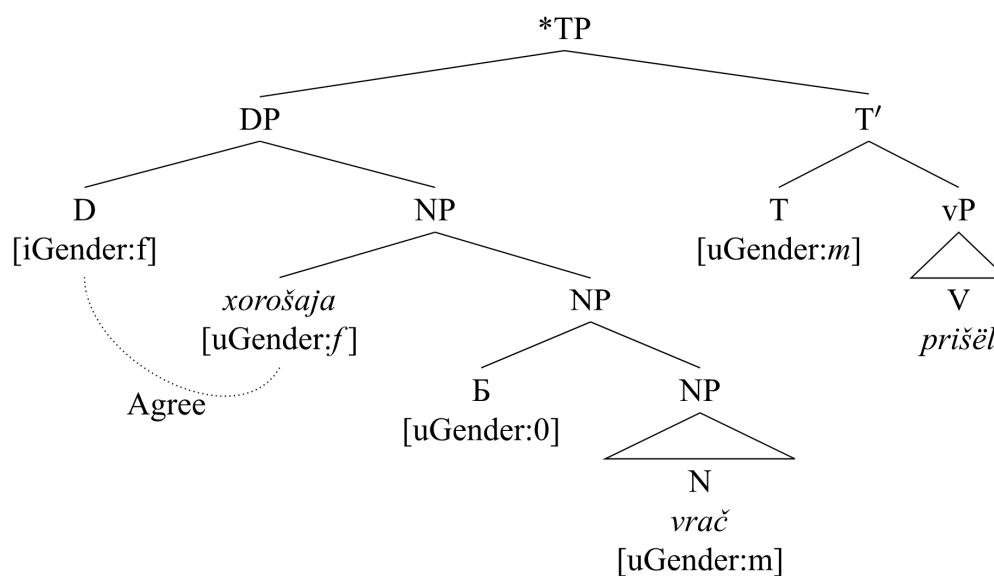 *TP
DP T′
D NP T vP
[iGender:f] [uGender:m]
xorošaja NP V
[uGender:f] prišël
Agree Б NP
[uGender:0]
N
vrač
[uGender:m]